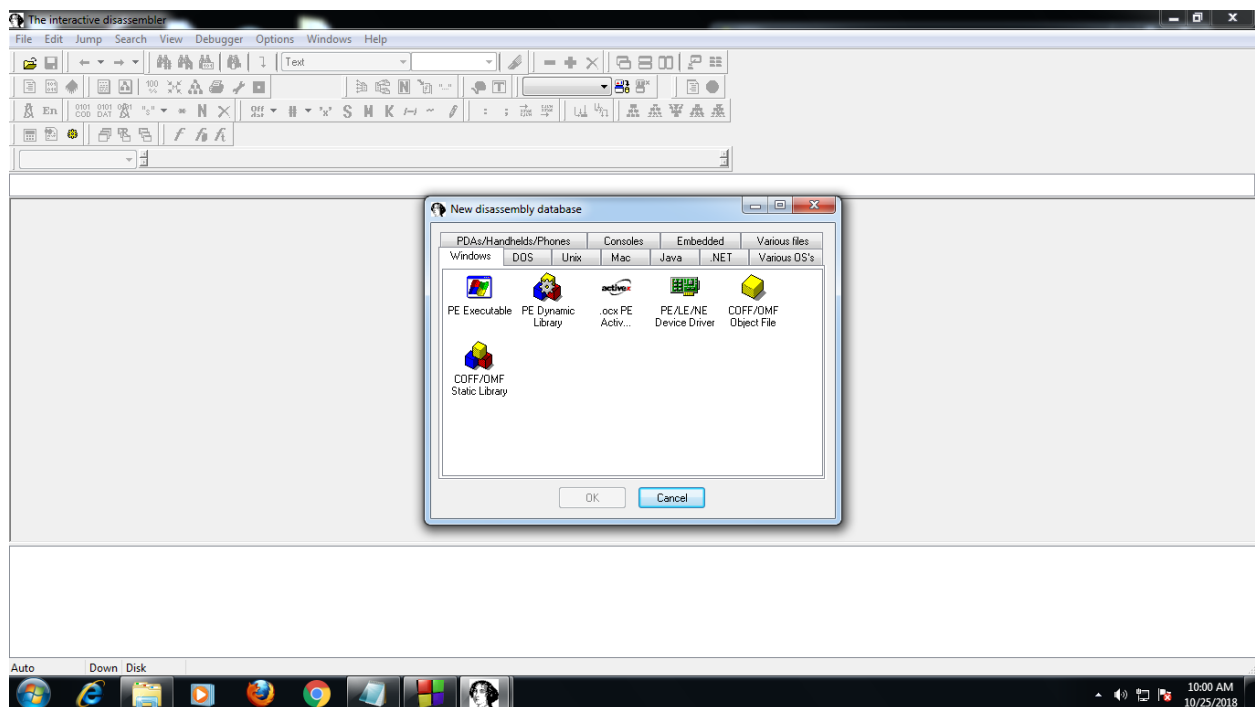 The interactive disassembler
File Edit Jump Search View Debugger Options Windows Help
Text
En
S M K
New disassembly database
PDAs/Handhelds/Phones Consoles Embedded Various files
Windows DOS Unix Mac Java .NET Various OS's
activex
PE Executable PE Dynamic Library .ocx PE Activ... PE/LE/NE Device Driver COFF/OMF Object File
COFF/OMF Static Library
OK Cancel
Auto Down Disk
10:00 AM
10/25/2018